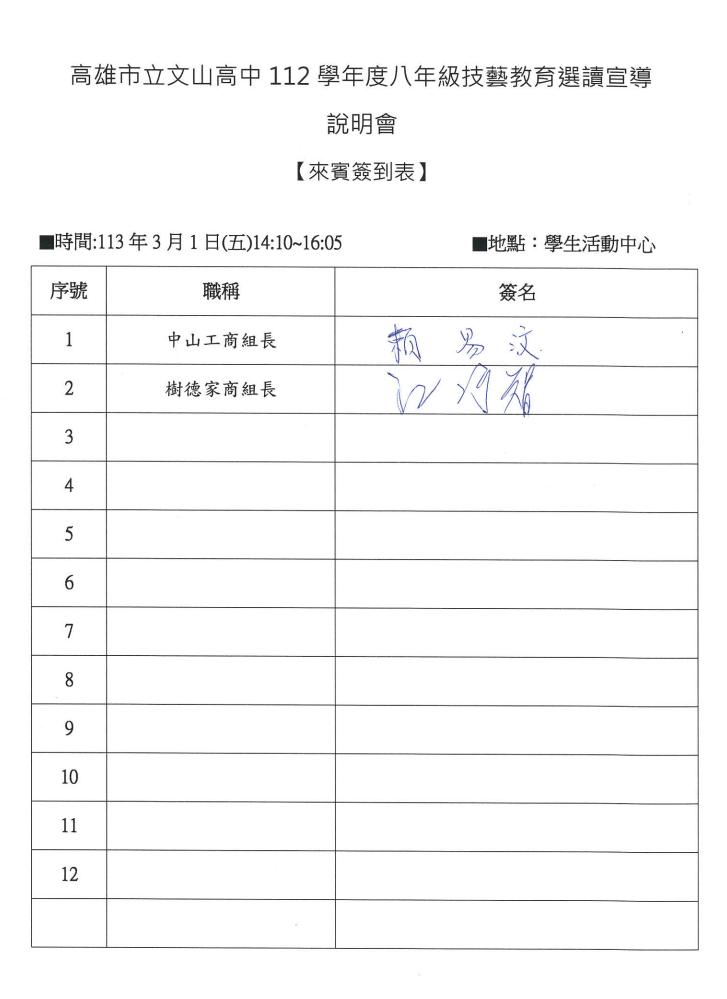 高雄市立文山高中 112 學年度八年級技藝教育選讀宣導
說明會
【來賓簽到表】
■時間:113 年 3 月 1 日(五)14:10~16:05 ■地點：學生活動中心
序號 職稱 簽名
1 中山工商組長 賴易汶
2 樹德家商組長 江
3
4
5
6
7
8
9
10
11
12